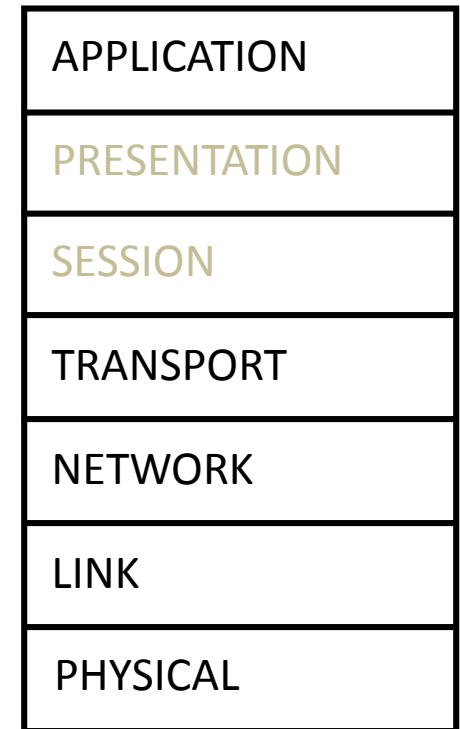 APPLICATION
PRESENTATION
SESSION
TRANSPORT
NETWORK
LINK
PHYSICAL